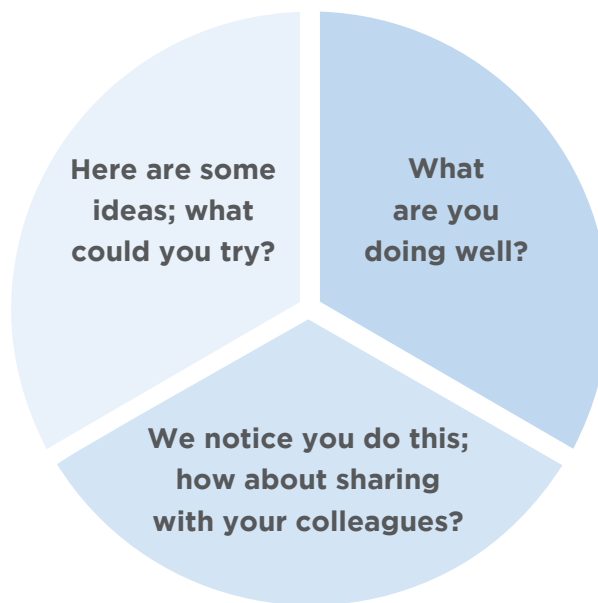 Here are some
ideas; what
could you try?
What
are you
doing well?
We notice you do this;
how about sharing
with your colleagues?